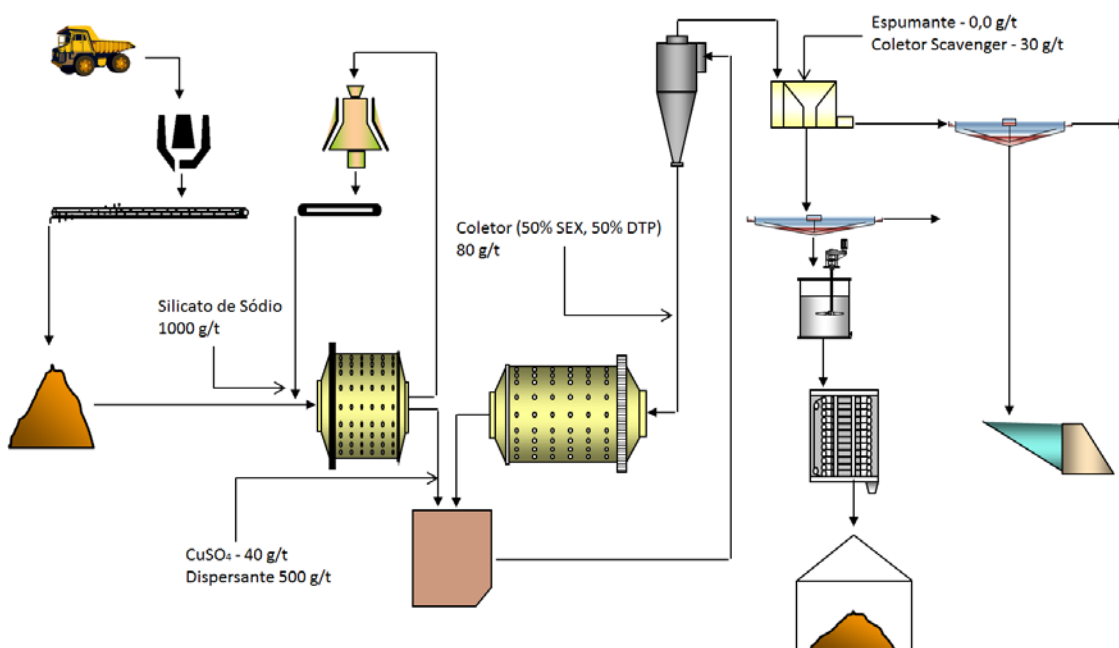 Espumante - 0,0 g/t
Coletor Scavenger - 30 g/t
Coletor (50% SEX, 50% DTP)
80 g/t
Silicato de Sódio
1000 g/t
CuSO₄ - 40 g/t
Dispersante 500 g/t